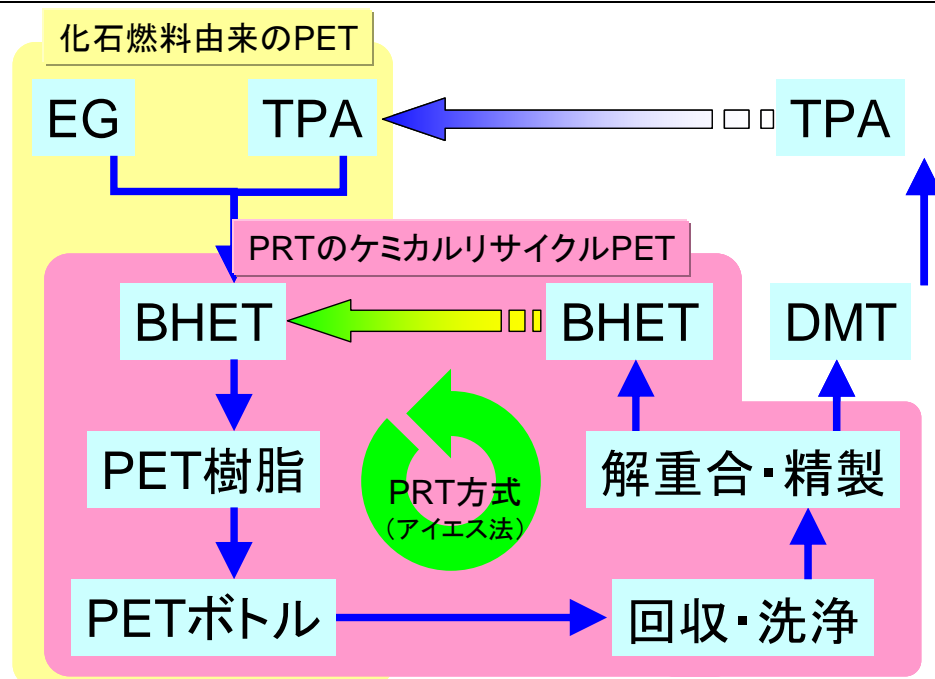 化石燃料由来のPET
EG
TPA
TPA
PRTのケミカルリサイクルPET
BHET
BHET
DMT
PET樹脂
PRT方式
（アイエス法）
解重合・精製
PETボトル
回収・洗浄